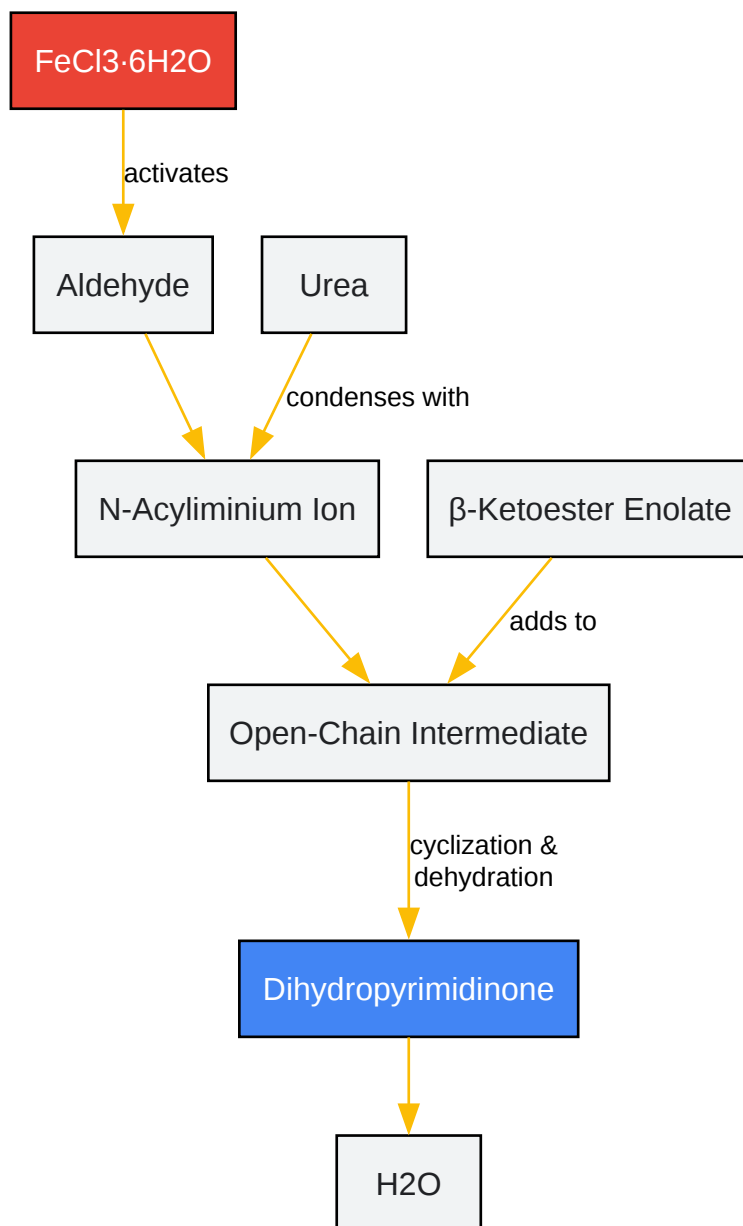 FeCl3·6H2O
activates
Aldehyde
Urea
condenses with
N-Acyliminium Ion
β-Ketoester Enolate
adds to
Open-Chain Intermediate
cyclization &
dehydration
Dihydropyrimidinone
H2O